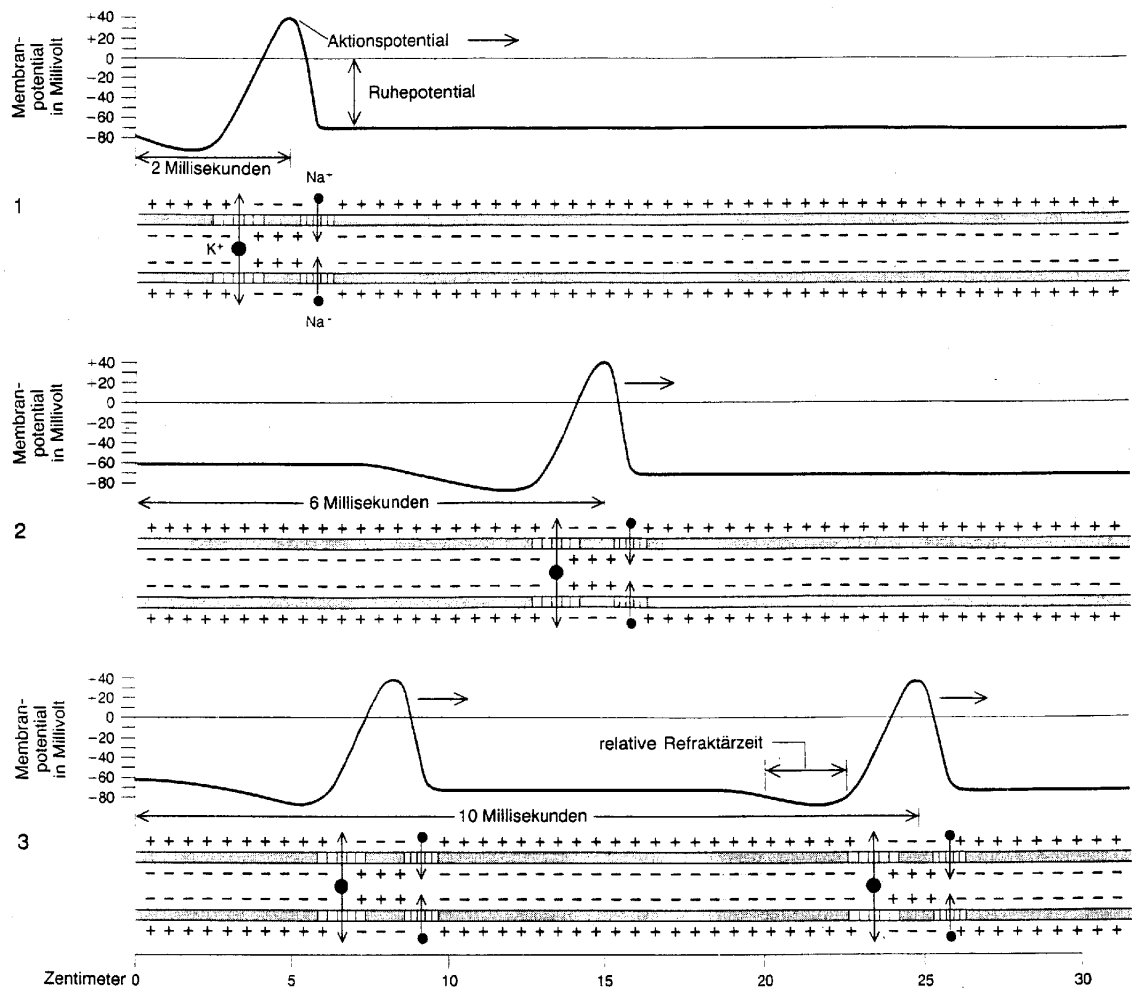 +40
+20
0
−20
−40
−60
−80
Membran-
potential
in Millivolt
Aktionspotential
Ruhepotential
2 Millisekunden
1
Na+
+ + + + + − − − − + + + + + + + + + + + + + + + + + + + + + + + + + + + + + + + + + + +
K+
Na-
+40
+20
0
−20
−40
−60
−80
Membran-
potential
in Millivolt
6 Millisekunden
2
+40
+20
0
−20
−40
−60
−80
Membran-
potential
in Millivolt
relative Refraktärzeit
10 Millisekunden
3
Zentimeter 0 5 10 15 20 25 30